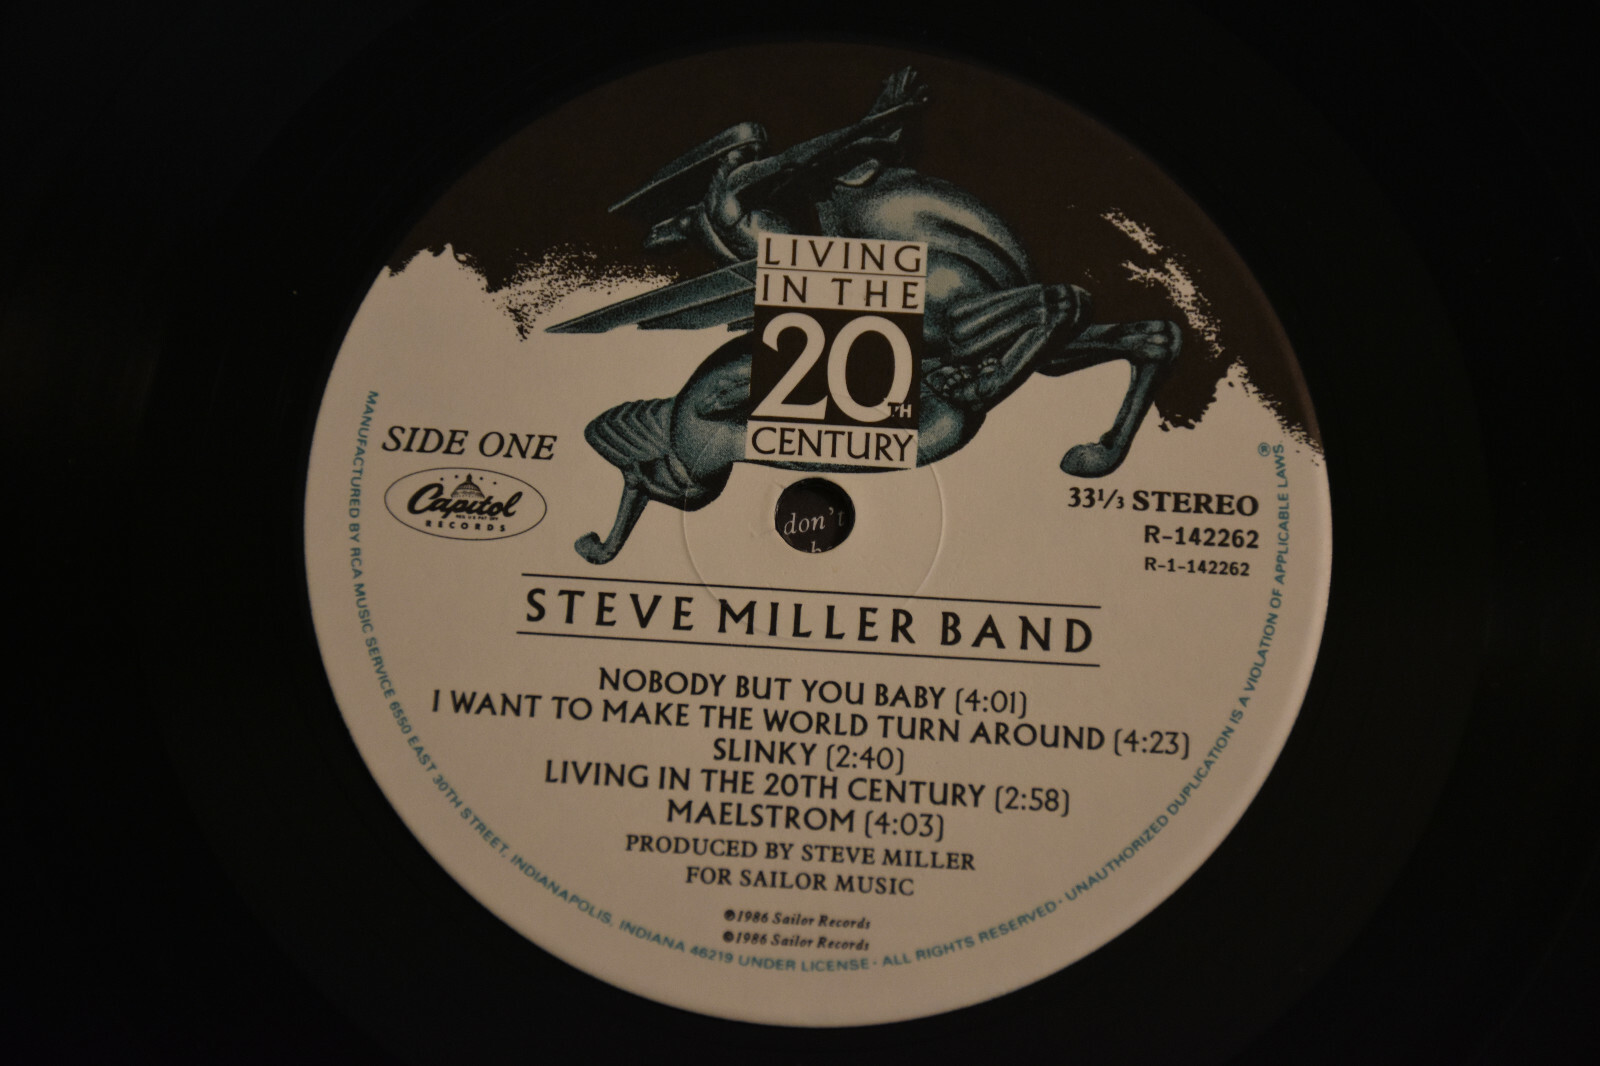 LIVING
IN THE
20TH
CENTURY
SIDE ONE
Capitol
RECORDS
33⅓ STEREO
R-142262
R-1-142262
don't
STEVE MILLER BAND
NOBODY BUT YOU BABY (4:01)
I WANT TO MAKE THE WORLD TURN AROUND (4:23)
SLINKY (2:40)
LIVING IN THE 20TH CENTURY (2:58)
MAELSTROM (4:03)
PRODUCED BY STEVE MILLER
FOR SAILOR MUSIC
℗1986 Sailor Records
©1986 Sailor Records
MANUFACTURED BY RCA MUSIC SERVICE 6550 EAST 30TH STREET, INDIANAPOLIS, INDIANA 46219 UNDER LICENSE · ALL RIGHTS RESERVED · UNAUTHORIZED DUPLICATION IS A VIOLATION OF APPLICABLE LAWS ®